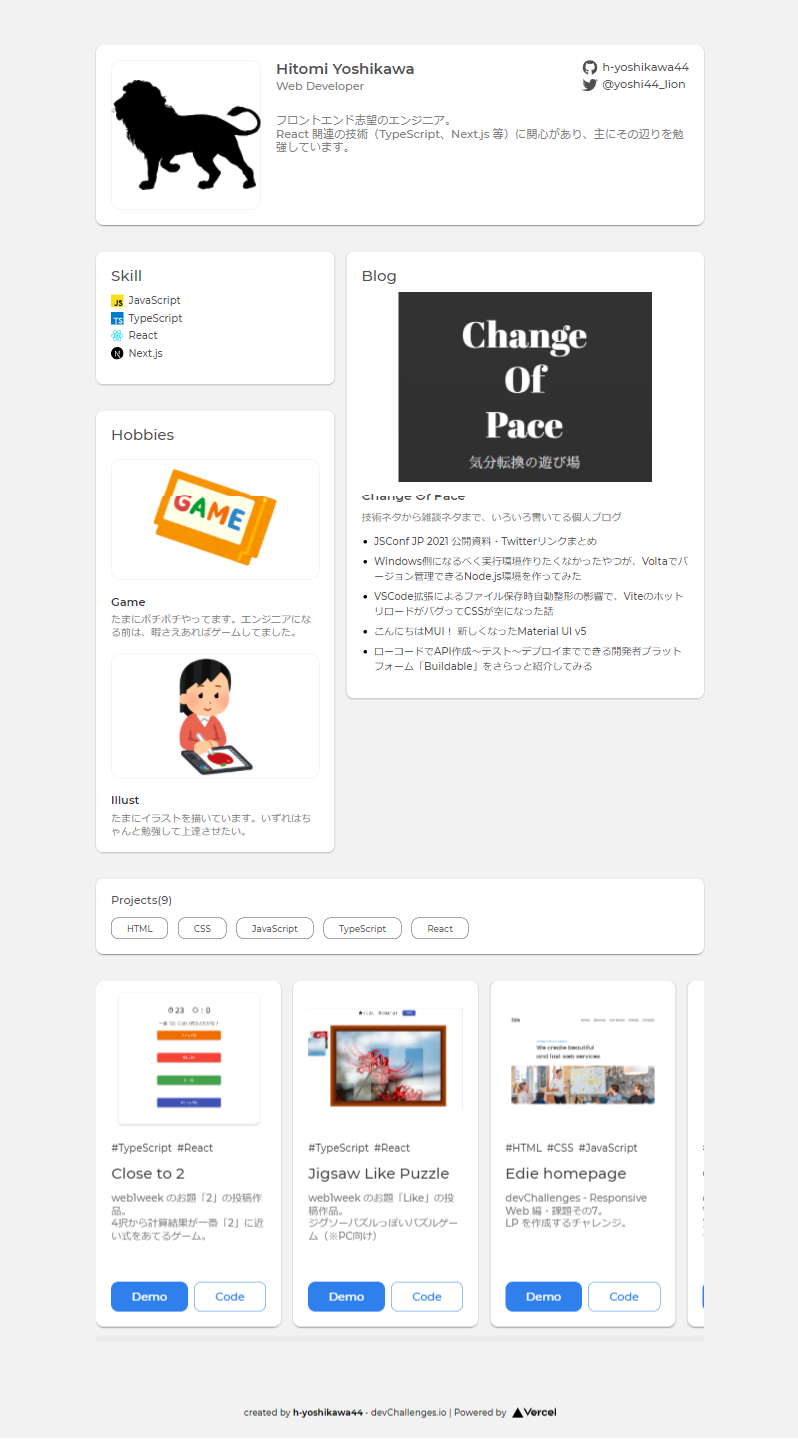 Hitomi Yoshikawa
Web Developer
h-yoshikawa44
@yoshi44_lion
フロントエンド志望のエンジニア。
React 関連の技術（TypeScript、Next.js 等）に関心があり、主にその辺りを勉
強しています。
Skill
JS JavaScript
TS TypeScript
React
N Next.js
Blog
Change
Of
Pace
気分転換の遊び場
Change Of Pace
技術ネタから雑談ネタまで、いろいろ書いてる個人ブログ
JSConf JP 2021 公開資料・Twitterリンクまとめ
Windows側になるべく実行環境作りたくなかったやつが、Voltaでバ
ージョン管理できるNode.js環境を作ってみた
VSCode拡張によるファイル保存時自動整形の影響で、Viteのホット
リロードがバグってCSSが空になった話
こんにちはMUI！ 新しくなったMaterial UI v5
ローコードでAPI作成〜テスト〜デプロイまでできる開発者プラット
フォーム「Buildable」をさらっと紹介してみる
Hobbies
GAME
Game
たまにポチポチやってます。エンジニアにな
る前は、暇さえあればゲームしてました。
Illust
たまにイラストを描いています。いずれはち
ゃんと勉強して上達させたい。
Projects(9)
HTML
CSS
JavaScript
TypeScript
React
23 : 0
#TypeScript #React
Close to 2
web1week のお題「2」の投稿作
品。
4択から計算結果が一番「2」に近
い式をあてるゲーム。
Demo
Code
#TypeScript #React
Jigsaw Like Puzzle
web1week のお題「Like」の投
稿作品。
ジグソーパズルっぽいパズルゲー
ム（※PC向け）
Demo
Code
Edie
We create beautiful
and fast web services
#HTML #CSS #JavaScript
Edie homepage
devChallenges - Responsive
Web 編・課題その7。
LP を作成するチャレンジ。
Demo
Code
created by h-yoshikawa44 - devChallenges.io | Powered by Vercel